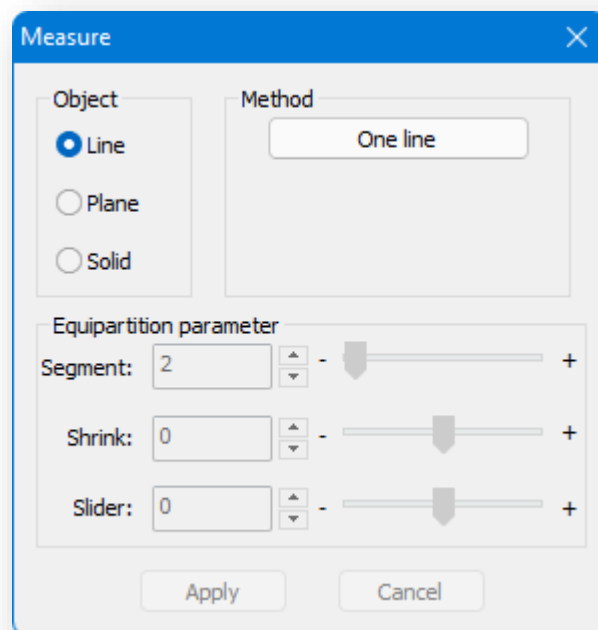 Measure
Object
Method
Line
One line
Plane
Solid
Equipartition parameter
Segment: 2 - +
Shrink: 0 - +
Slider: 0 - +
Apply Cancel